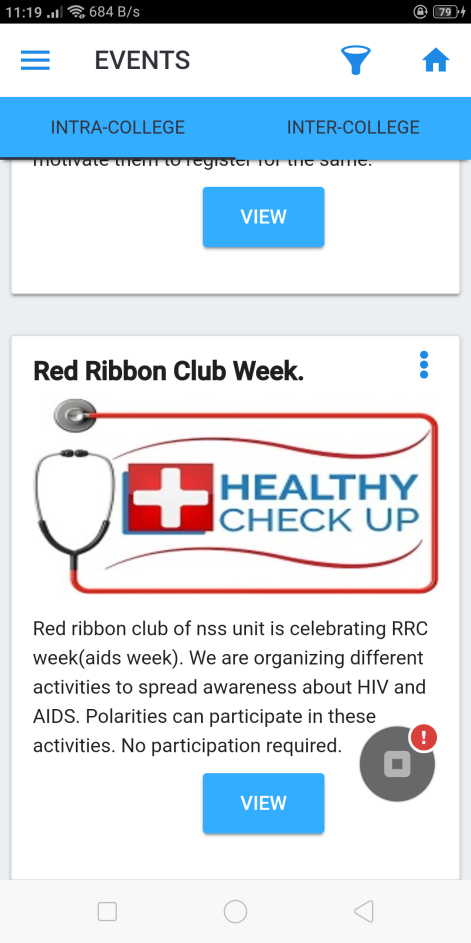 11:19 684 B/s 79
EVENTS
INTRA-COLLEGE INTER-COLLEGE
motivate them to register for the same.
VIEW
Red Ribbon Club Week.
HEALTHY
CHECK UP
Red ribbon club of nss unit is celebrating RRC
week(aids week). We are organizing different
activities to spread awareness about HIV and
AIDS. Polarities can participate in these
activities. No participation required.
!
VIEW